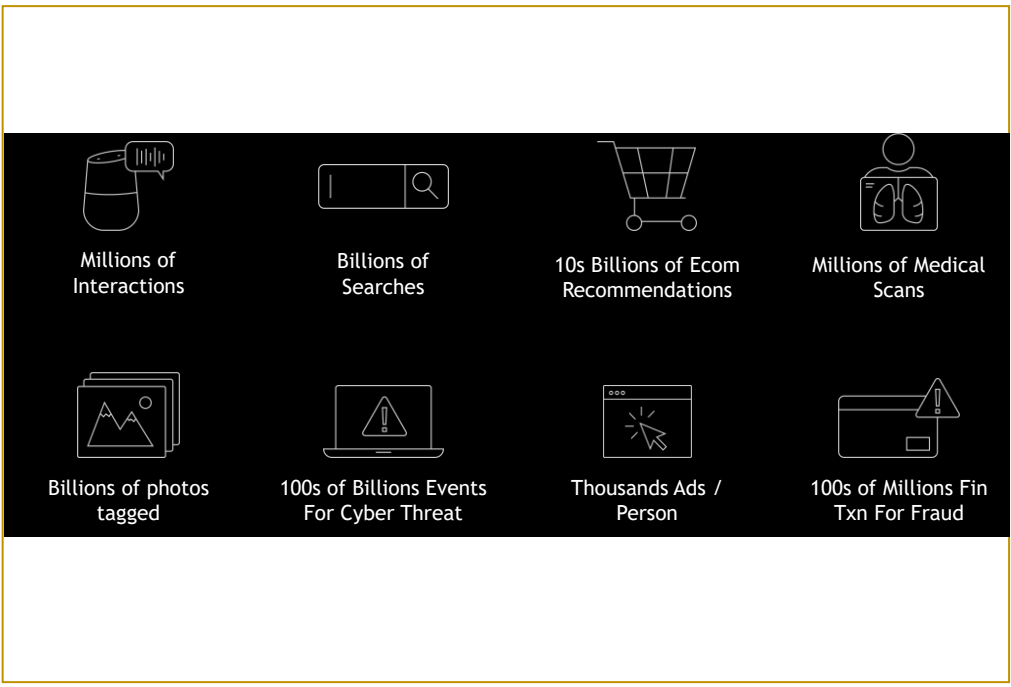 Millions of
Interactions
Billions of
Searches
10s Billions of Ecom
Recommendations
Millions of Medical
Scans
Billions of photos
tagged
100s of Billions Events
For Cyber Threat
Thousands Ads /
Person
100s of Millions Fin
Txn For Fraud